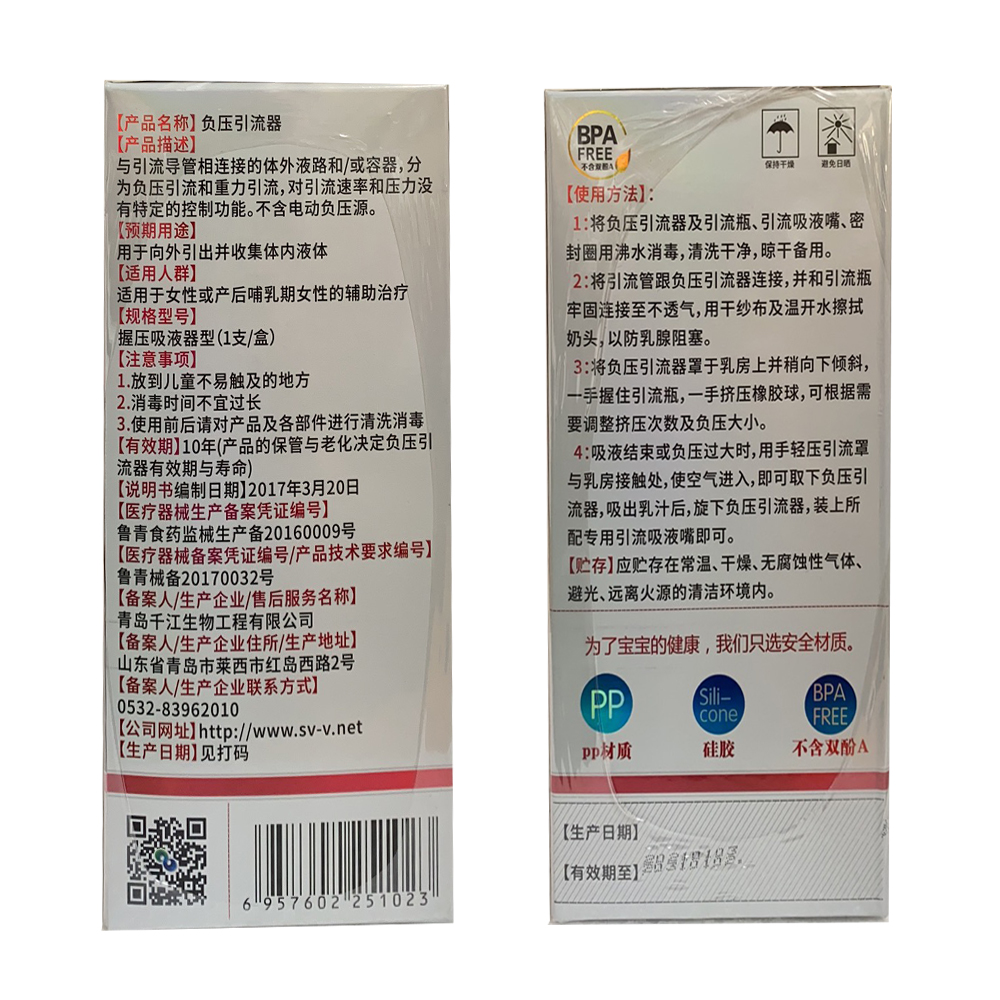 【产品名称】负压引流器
【产品描述】
与引流导管相连接的体外液路和/或容器,分
为负压引流和重力引流,对引流速率和压力没
有特定的控制功能。不含电动负压源。
【预期用途】
用于向外引出并收集体内液体
【适用人群】
适用于女性或产后哺乳期女性的辅助治疗
【规格型号】
握压吸液器型(1支/盒)
【注意事项】
1.放到儿童不易触及的地方
2.消毒时间不宜过长
3.使用前后请对产品及各部件进行清洗消毒
【有效期】10年(产品的保管与老化决定负压引
流器有效期与寿命)
【说明书编制日期】2017年3月20日
【医疗器械生产备案凭证编号】
鲁青食药监械生产备20160009号
【医疗器械备案凭证编号/产品技术要求编号】
鲁青械备20170032号
【备案人/生产企业/售后服务名称】
青岛千江生物工程有限公司
【备案人/生产企业住所/生产地址】
山东省青岛市莱西市红岛西路2号
【备案人/生产企业联系方式】
0532-83962010
【公司网址】http://www.sv-v.net
【生产日期】见打码
6 957602 251023
BPA
FREE
不含双酚A
保持干燥
避免日晒
【使用方法】:
1:将负压引流器及引流瓶、引流吸液嘴、密
封圈用沸水消毒,清洗干净,晾干备用。
2:将引流管跟负压引流器连接,并和引流瓶
牢固连接至不透气,用干纱布及温开水擦拭
奶头,以防乳腺阻塞。
3:将负压引流器罩于乳房上并稍向下倾斜,
一手握住引流瓶,一手挤压橡胶球,可根据需
要调整挤压次数及负压大小。
4:吸液结束或负压过大时,用手轻压引流罩
与乳房接触处,使空气进入,即可取下负压引
流器,吸出乳汁后,旋下负压引流器,装上所
配专用引流吸液嘴即可。
【贮存】应贮存在常温、干燥、无腐蚀性气体、
避光、远离火源的清洁环境内。
为了宝宝的健康,我们只选安全材质。
PP
Sili-
cone
BPA
FREE
pp材质
硅胶
不含双酚A
【生产日期】
【有效期至】